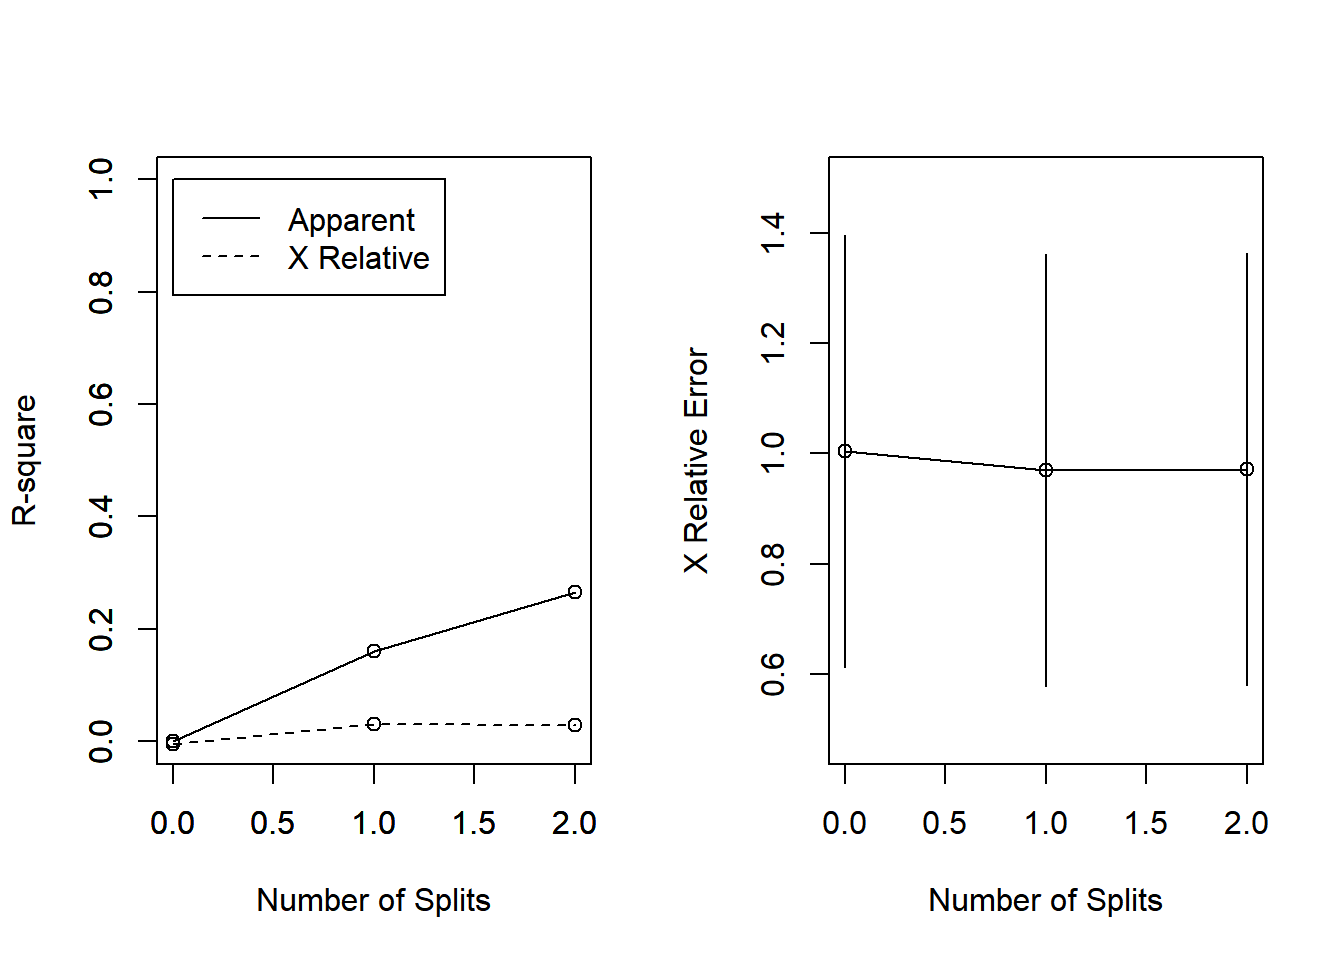 R-square
1.0
0.8
0.6
0.4
0.2
0.0
Apparent
X Relative
0.0 0.5 1.0 1.5 2.0
Number of Splits
X Relative Error
1.4
1.2
1.0
0.8
0.6
0.0 0.5 1.0 1.5 2.0
Number of Splits